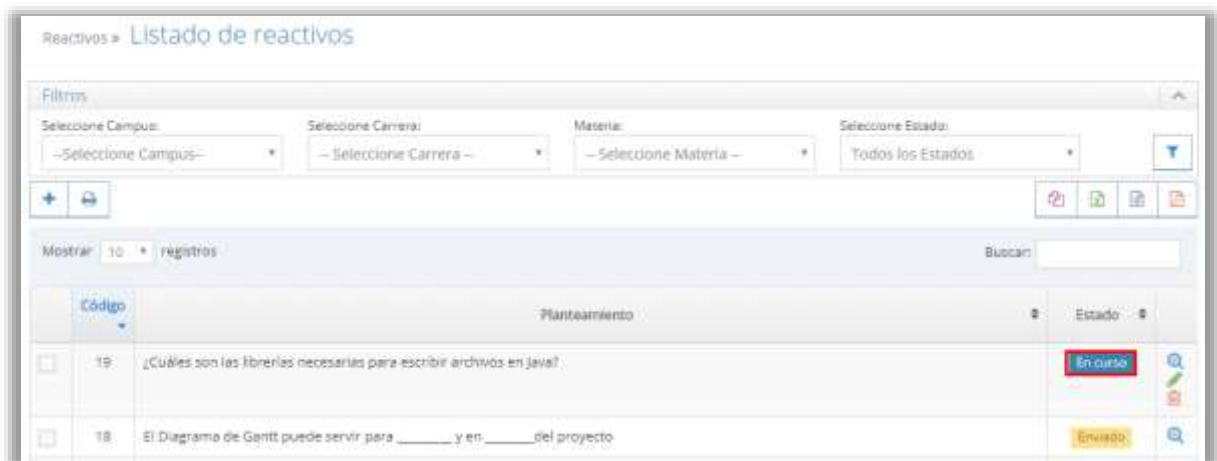 Reactivos » Listado de reactivos
Filtros
Seleccione Campus: Seleccione Carrera: Materia: Seleccione Estado:
--Seleccione Campus-- -- Seleccione Carrera -- -- Seleccione Materia -- Todos los Estados
Mostrar 10 registros Buscar:
Código Planteamiento Estado
19 ¿Cuáles son las librerías necesarias para escribir archivos en Java? En curso
18 El Diagrama de Gantt puede servir para ________ y en _______del proyecto Enviado